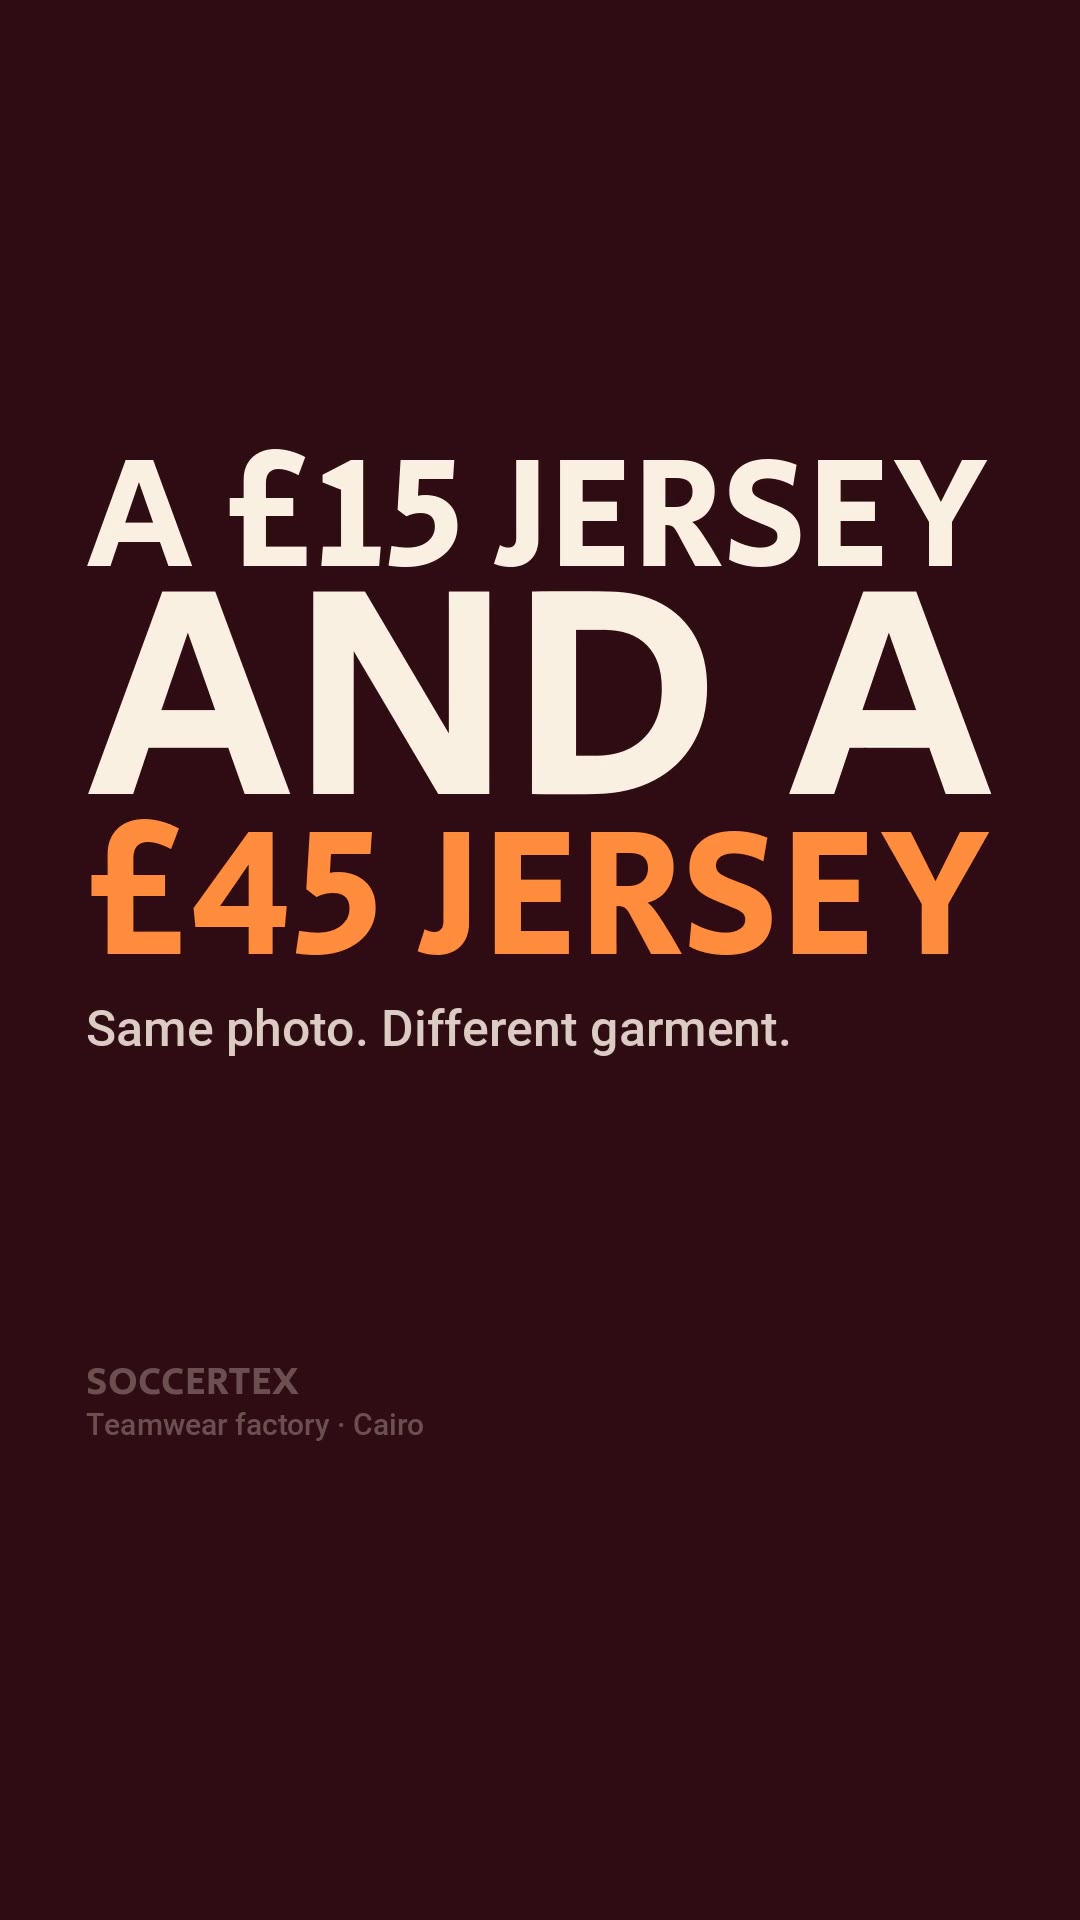 A £15 JERSEY
AND A
£45 JERSEY
Same photo. Different garment.
SOCCERTEX
Teamwear factory · Cairo